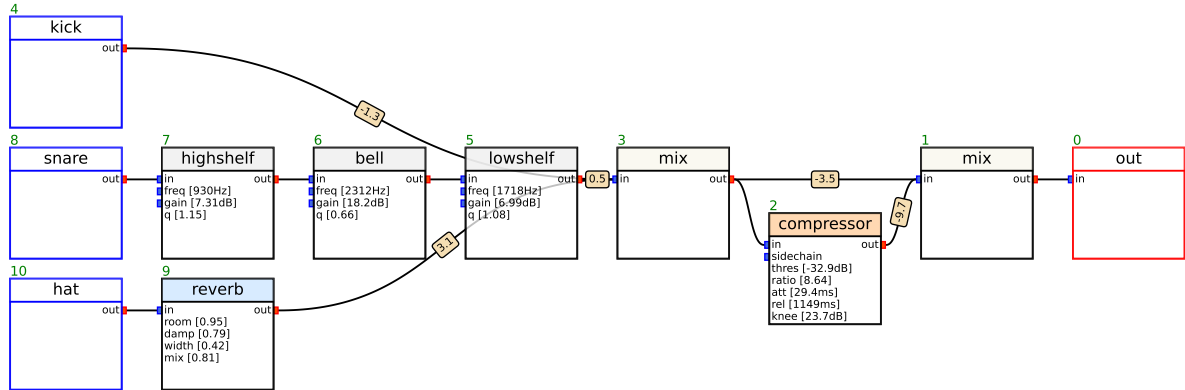 4
kick
out
-1.3
8
snare
out
7
highshelf
in out
freq [930Hz]
gain [7.31dB]
q [1.15]
6
bell
in out
freq [2312Hz]
gain [18.2dB]
q [0.66]
5
lowshelf
in out
freq [1718Hz]
gain [6.99dB]
q [1.08]
0.5
3
mix
in out
-3.5
1
mix
in out
0
out
in
2
compressor
in out
sidechain
thres [-32.9dB]
ratio [8.64]
att [29.4ms]
rel [1149ms]
knee [23.7dB]
-9.7
3.1
10
hat
out
9
reverb
in out
room [0.95]
damp [0.79]
width [0.42]
mix [0.81]